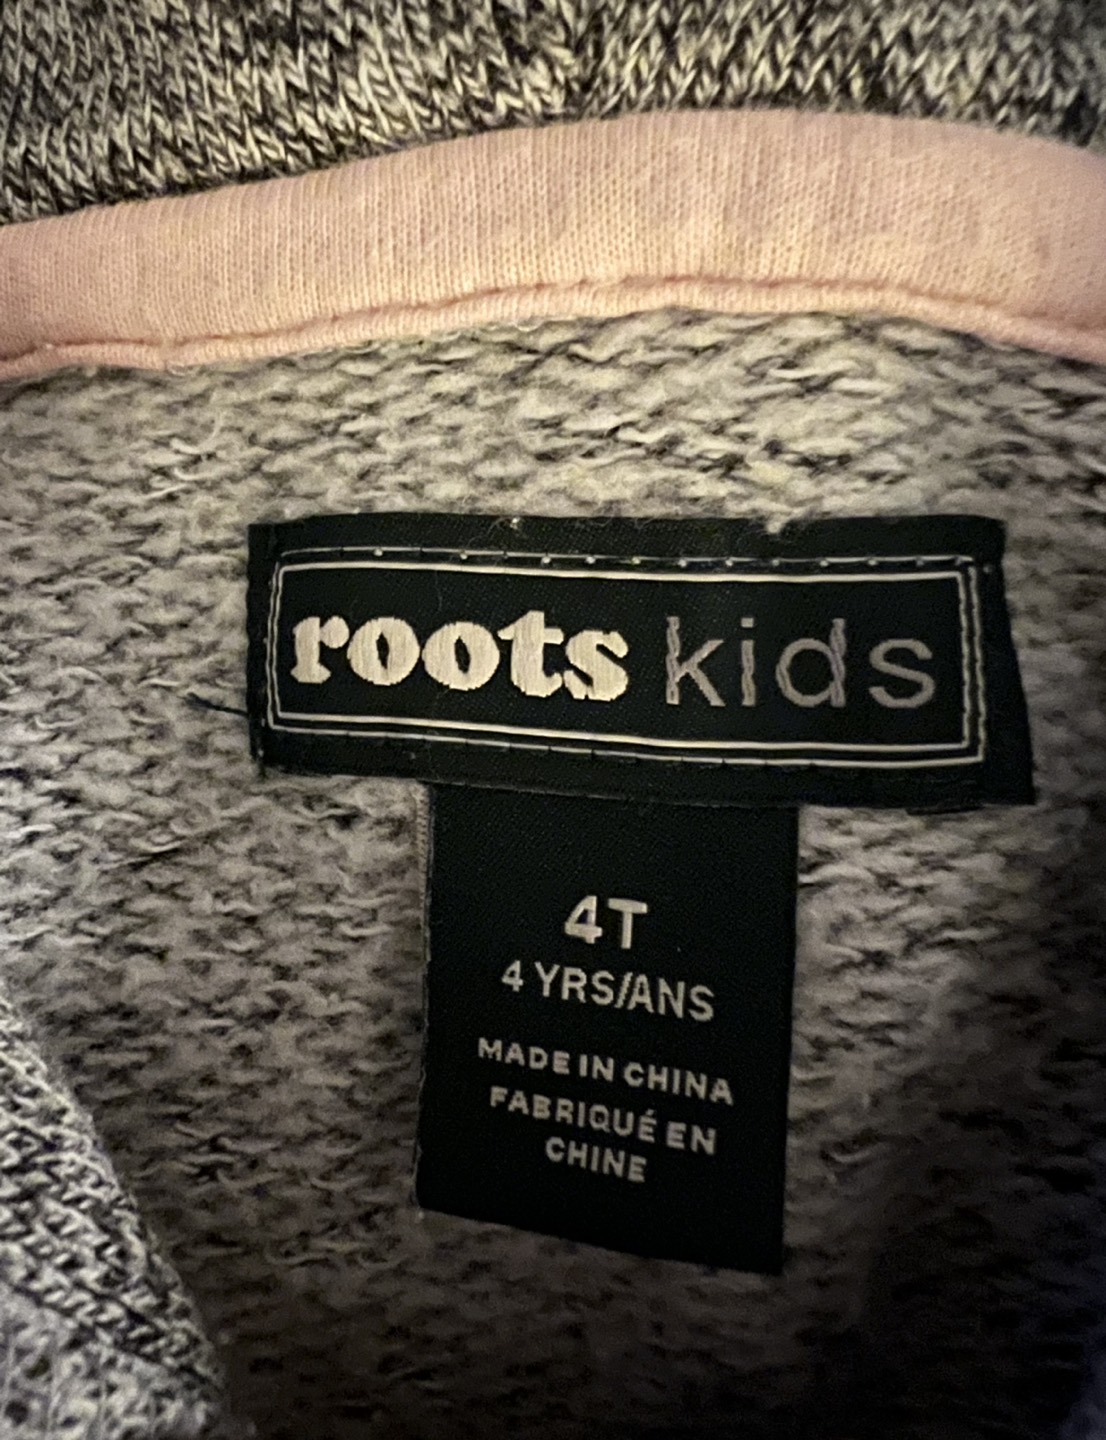 roots kids
4T
4 YRS/ANS
MADE IN CHINA
FABRIQUÉ EN
CHINE